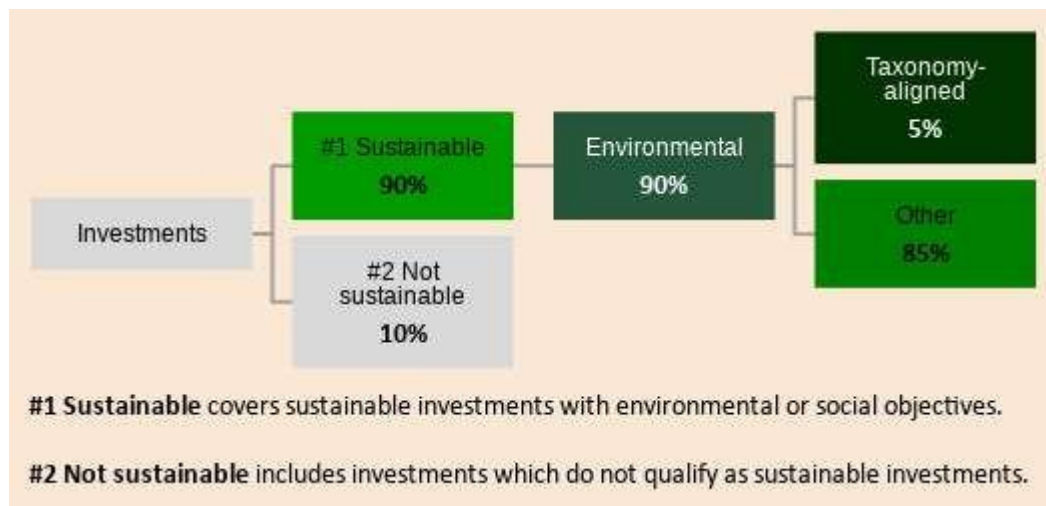 Taxonomy-
aligned
5%
#1 Sustainable
90%
Environmental
90%
Other
85%
Investments
#2 Not
sustainable
10%
#1 Sustainable covers sustainable investments with environmental or social objectives.
#2 Not sustainable includes investments which do not qualify as sustainable investments.